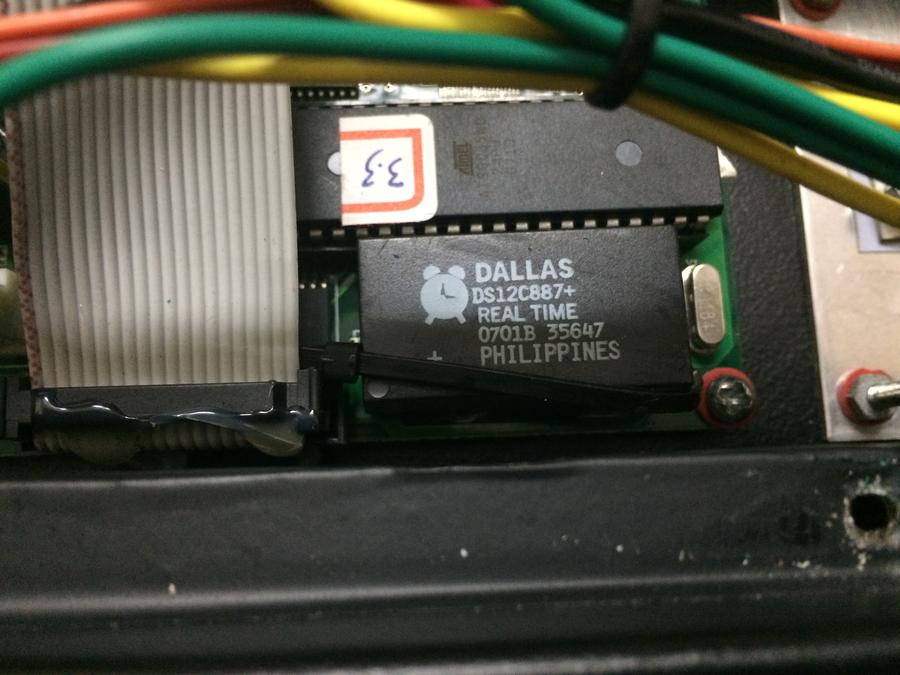 3.3
DALLAS
DS12C887+
REAL TIME
0701B 35647
PHILIPPINES